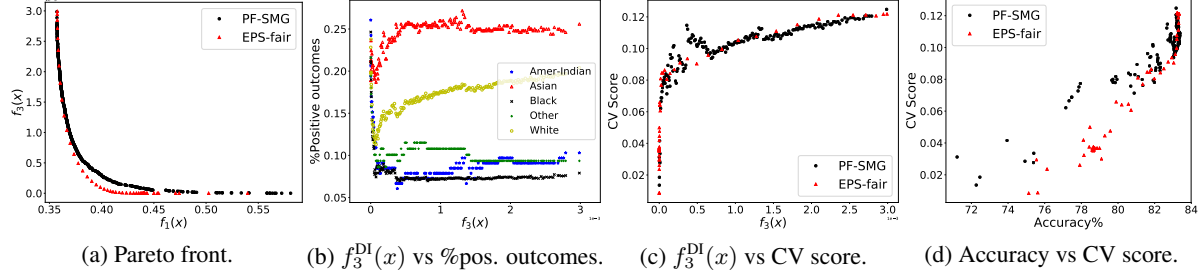 3.0
2.5
2.0
1.5
1.0
0.5
0.0
f₃(x)
0.35
0.40
0.45
0.50
0.55
f₁(x)
PF-SMG
EPS-fair
(a) Pareto front.
0.25
0.20
0.15
0.10
0.05
%Positive outcomes
0
1
2
3
f₃(x)
Amer-Indian
Asian
Black
Other
White
(b) f₃^DI(x) vs %pos. outcomes.
0.12
0.10
0.08
0.06
0.04
0.02
CV Score
0.0
0.5
1.0
1.5
2.0
2.5
3.0
f₃(x)
PF-SMG
EPS-fair
(c) f₃^DI(x) vs CV score.
0.12
0.10
0.08
0.06
0.04
0.02
CV Score
72
74
76
78
80
82
84
Accuracy%
PF-SMG
EPS-fair
(d) Accuracy vs CV score.